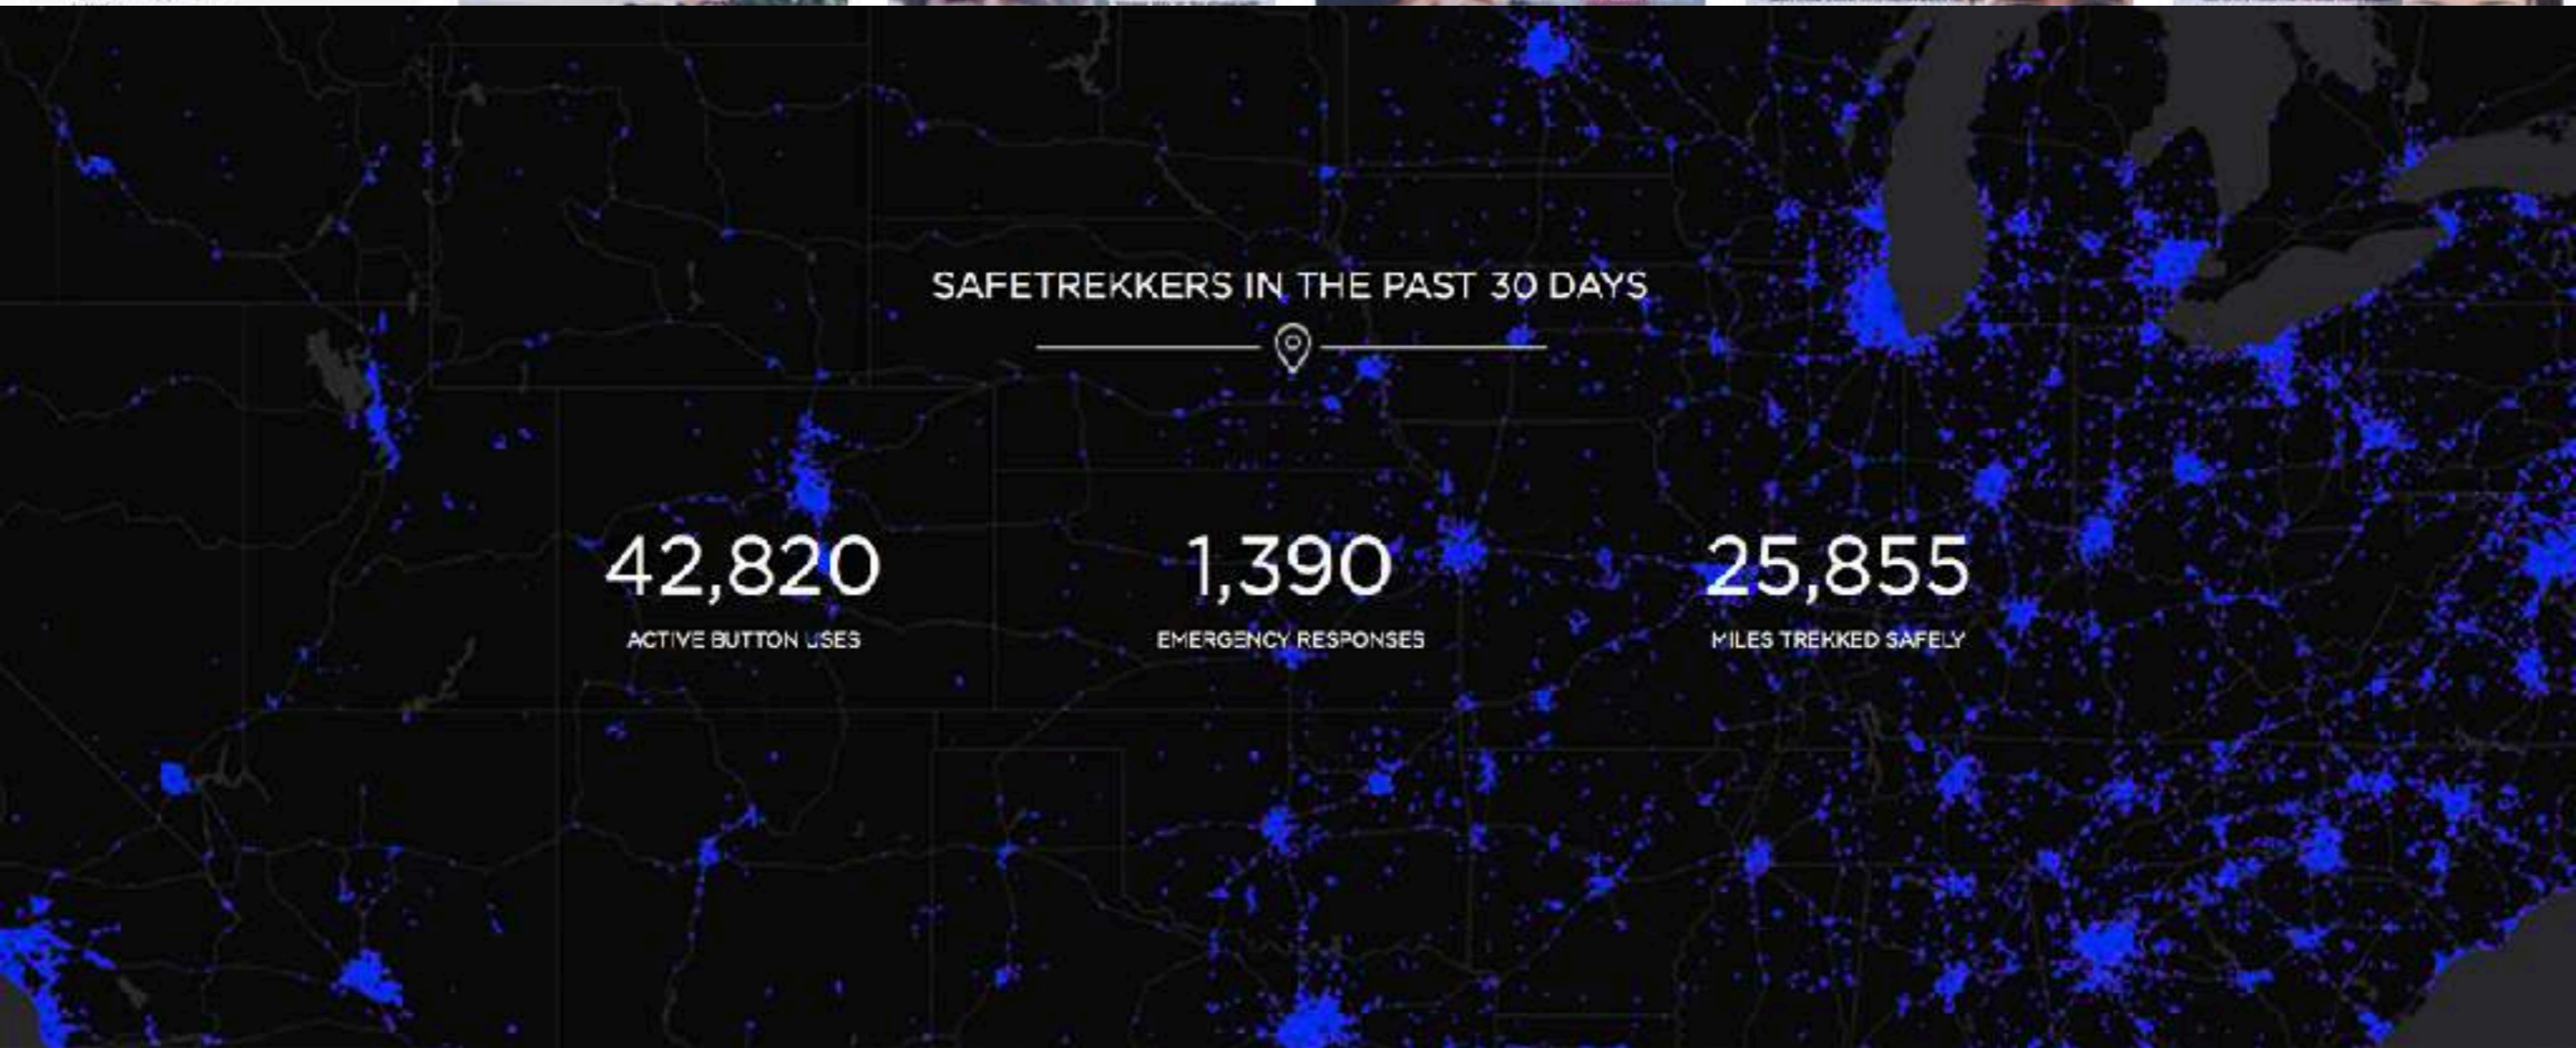 SAFETREKKERS IN THE PAST 30 DAYS
42,820
ACTIVE BUTTON USES
1,390
EMERGENCY RESPONSES
25,855
MILES TREKKED SAFELY